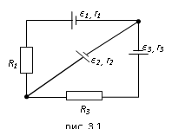 ε₁, r₁
ε₃, r₃
ε₂, r₂
R₁
R₃
рис. 3.1